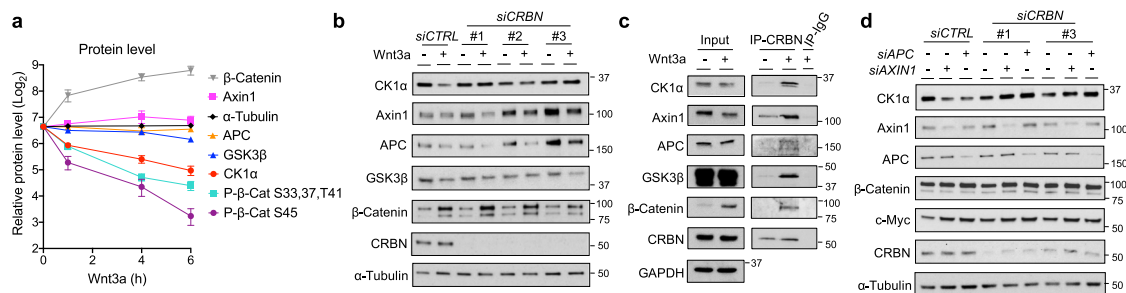 a
Protein level
Relative protein level (Log2)
9
8
7
6
5
4
3
2
0 2 4 6
Wnt3a (h)
β-Catenin
Axin1
α-Tubulin
APC
GSK3β
CK1α
P-β-Cat S33,37,T41
P-β-Cat S45
b
siCRBN
siCTRL #1 #2 #3
Wnt3a - + - + - + - +
CK1α 37
Axin1 100
APC 150
GSK3β 50
37
β-Catenin 100
75
CRBN 50
α-Tubulin 50
c
Input IP-CRBN IP-IgG
Wnt3a - + - + +
CK1α 37
Axin1 100
APC 150
GSK3β 50
37
β-Catenin 100
75
CRBN 50
GAPDH 37
d
siCRBN
siCTRL #1 #3
siAPC - - + - - + - - +
siAXIN1 - + - - + - - + -
CK1α 37
Axin1 100
APC 150
β-Catenin 100
75
c-Myc 50
CRBN 50
α-Tubulin 50